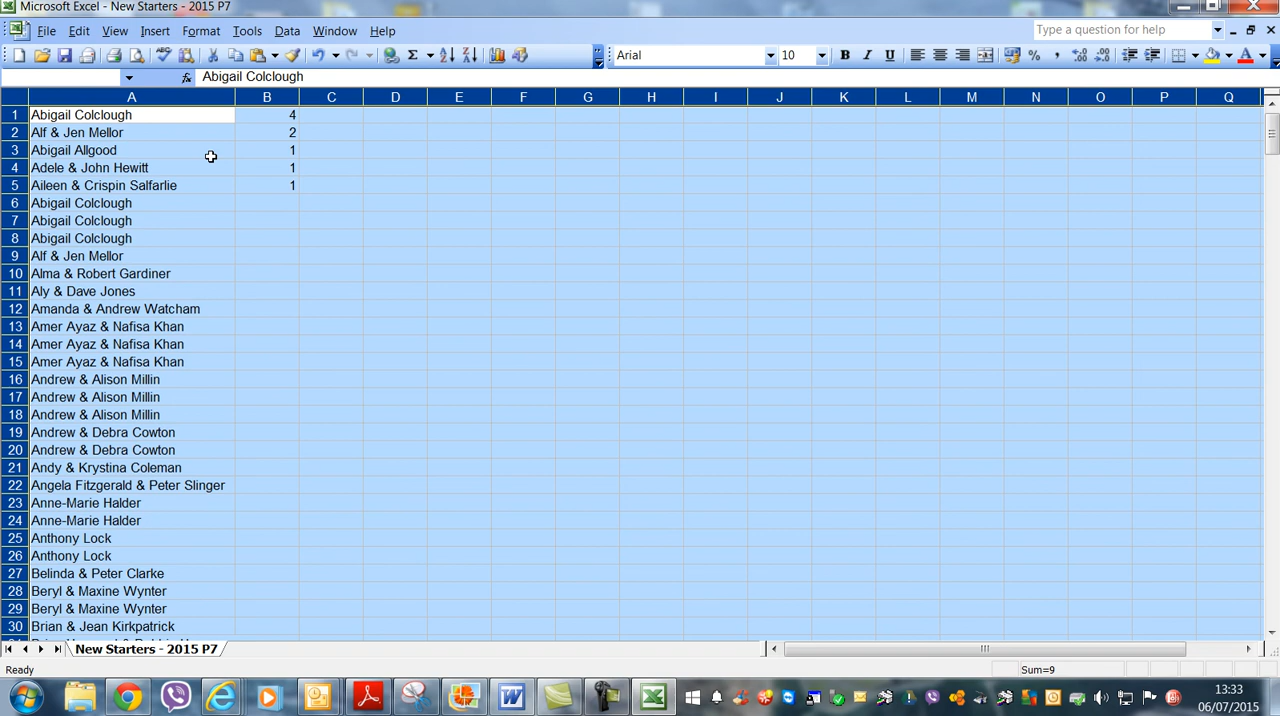 Microsoft Excel - New Starters - 2015 P7
File Edit View Insert Format Tools Data Window Help Type a question for help
Arial 10 B I U
Abigail Colclough
A B C D E F G H I J K L M N O P Q
1 Abigail Colclough 4
2 Alf & Jen Mellor 2
3 Abigail Allgood 1
4 Adele & John Hewitt 1
5 Aileen & Crispin Salfarlie 1
6 Abigail Colclough
7 Abigail Colclough
8 Abigail Colclough
9 Alf & Jen Mellor
10 Alma & Robert Gardiner
11 Aly & Dave Jones
12 Amanda & Andrew Watcham
13 Amer Ayaz & Nafisa Khan
14 Amer Ayaz & Nafisa Khan
15 Amer Ayaz & Nafisa Khan
16 Andrew & Alison Millin
17 Andrew & Alison Millin
18 Andrew & Alison Millin
19 Andrew & Debra Cowton
20 Andrew & Debra Cowton
21 Andy & Krystina Coleman
22 Angela Fitzgerald & Peter Slinger
23 Anne-Marie Halder
24 Anne-Marie Halder
25 Anthony Lock
26 Anthony Lock
27 Belinda & Peter Clarke
28 Beryl & Maxine Wynter
29 Beryl & Maxine Wynter
30 Brian & Jean Kirkpatrick
New Starters - 2015 P7
Ready Sum=9
13:33
06/07/2015